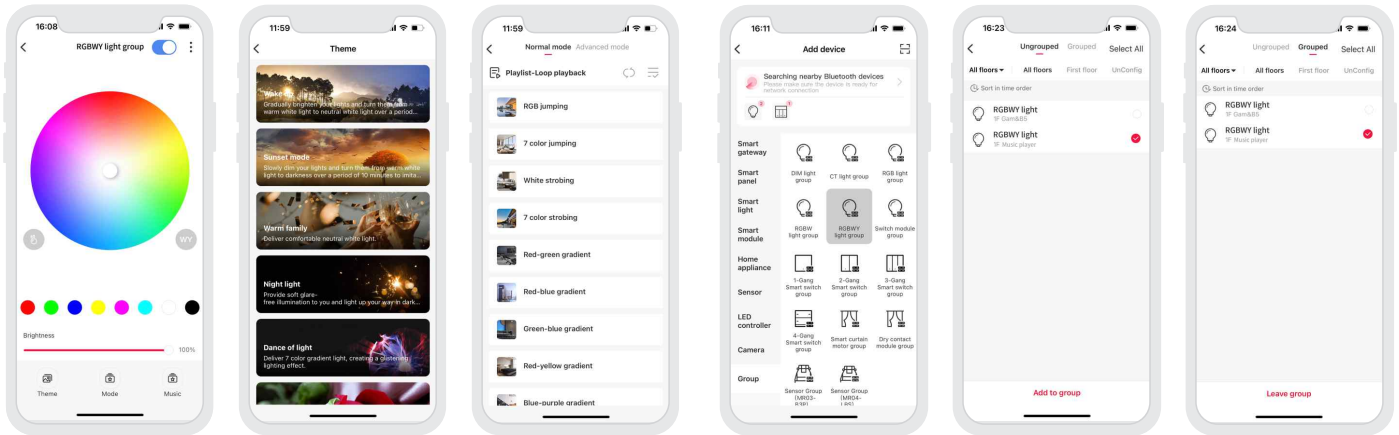 16:08
RGBWY light group
WY
Brightness
100%
Theme
Mode
Music
11:59
Theme
Gradually brighten your lights and turn them from
warm white light to neutral white light over a period...
Sunset mode
Slowly dim your lights and turn them from warm white
light to darkness over a period of 10 minutes to imita...
Warm family
Deliver comfortable neutral white light.
Night light
Provide soft glare-
free illumination to you and light up your way in dark...
Dance of light
Deliver 7 color gradient light, creating a glistening
lighting effect.
11:59
Normal mode Advanced mode
Playlist-Loop playback
RGB jumping
7 color jumping
White strobing
7 color strobing
Red-green gradient
Red-blue gradient
Green-blue gradient
Red-yellow gradient
Blue-purple gradient
16:11
Add device
Searching nearby Bluetooth devices
Please make sure the device is ready for
network connection
2
1
Smart
gateway
Smart
panel
Smart
light
Smart
module
Home
appliance
Sensor
LED
controller
Camera
Group
DIM light
group
CT light group
RGB light
group
RGBW
light group
RGBWY
light group
Switch module
group
1-Gang
Smart switch
group
2-Gang
Smart switch
group
3-Gang
Smart switch
group
4-Gang
Smart switch
group
Smart curtain
motor group
Dry contact
module group
Sensor Group
(MR03-
Sensor Group
(MR04-
16:23
Ungrouped Grouped Select All
All floors All floors First floor UnConfig
Sort in time order
RGBWY light
1F Gam&B5
RGBWY light
1F Music player
Add to group
16:24
Ungrouped Grouped Select All
All floors All floors First floor UnConfig
Sort in time order
RGBWY light
1F Gam&B5
RGBWY light
1F Music player
Leave group